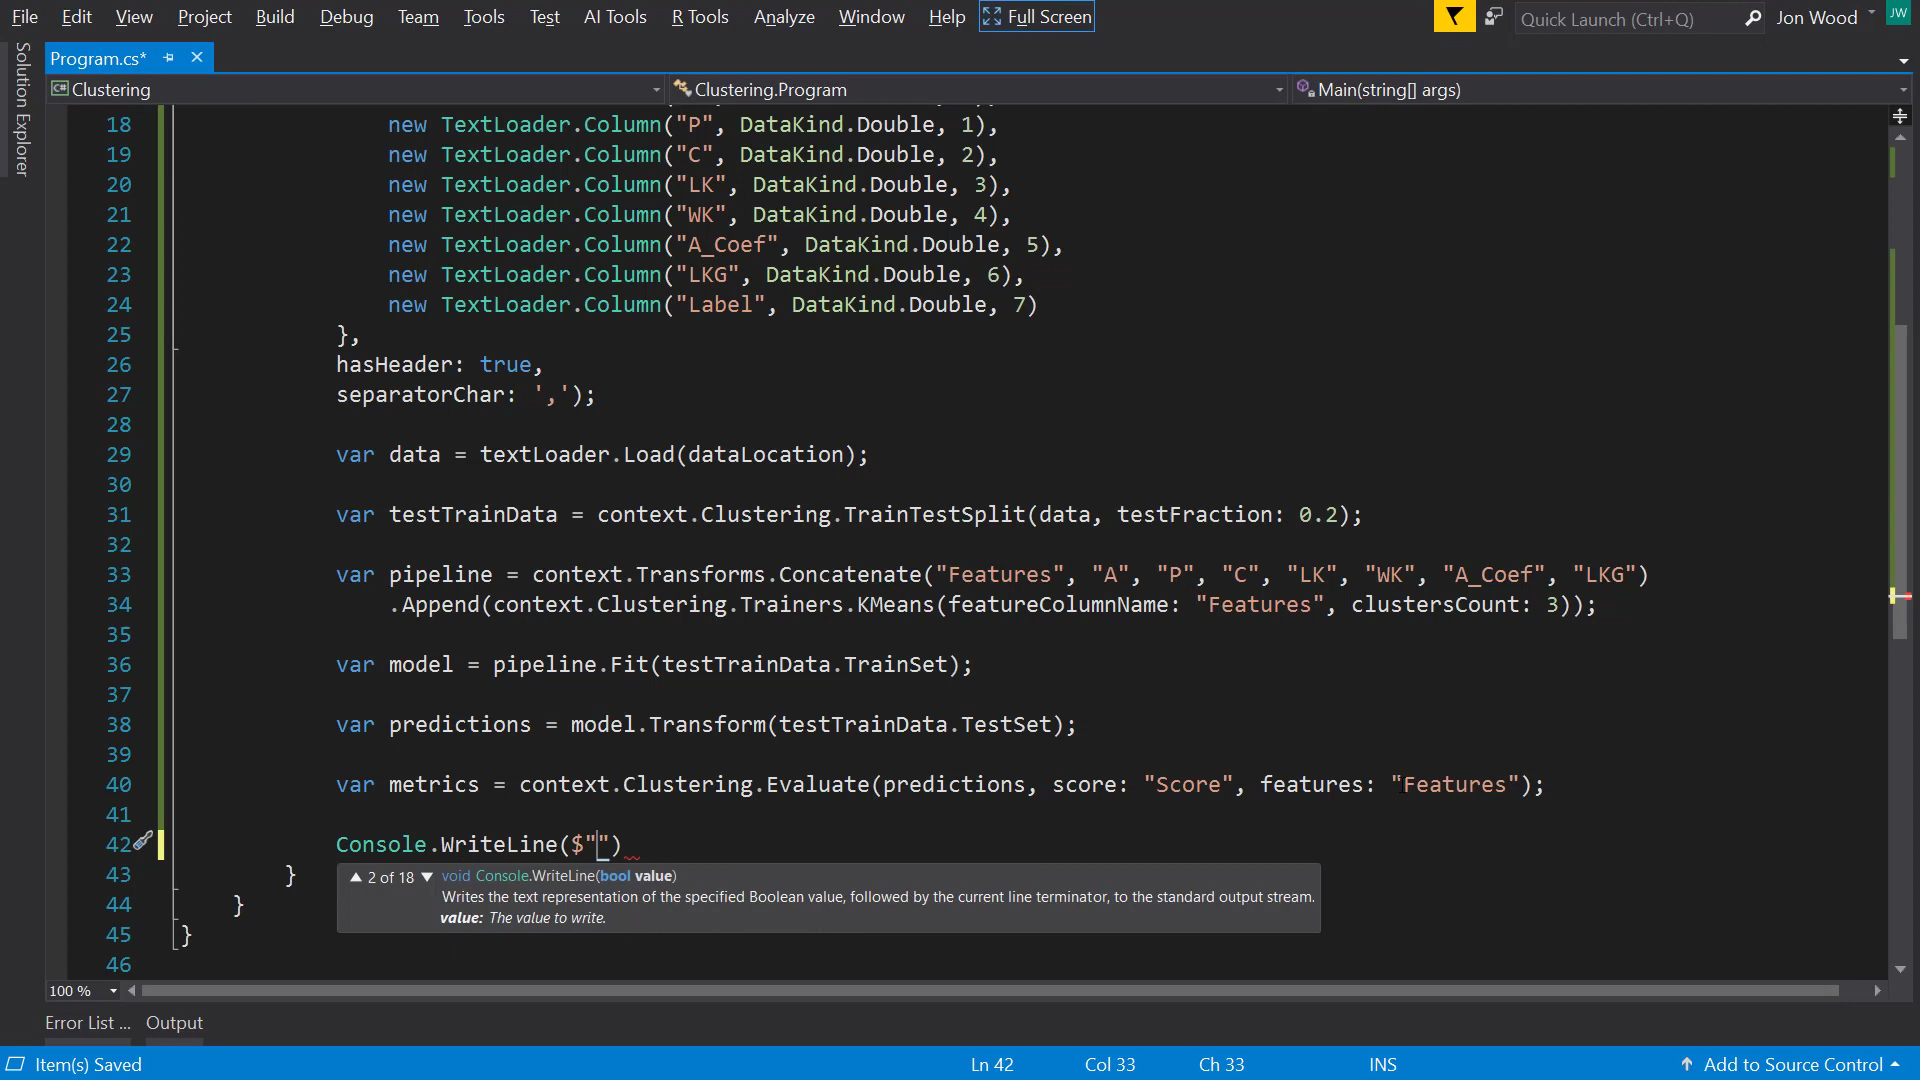 File Edit View Project Build Debug Team Tools Test AI Tools R Tools Analyze Window Help Full Screen Quick Launch (Ctrl+Q) Jon Wood JW
Solution Explorer
Program.cs*
C# Clustering Clustering.Program Main(string[] args)
18 new TextLoader.Column("P", DataKind.Double, 1),
19 new TextLoader.Column("C", DataKind.Double, 2),
20 new TextLoader.Column("LK", DataKind.Double, 3),
21 new TextLoader.Column("WK", DataKind.Double, 4),
22 new TextLoader.Column("A_Coef", DataKind.Double, 5),
23 new TextLoader.Column("LKG", DataKind.Double, 6),
24 new TextLoader.Column("Label", DataKind.Double, 7)
25 },
26 hasHeader: true,
27 separatorChar: ',');
28
29 var data = textLoader.Load(dataLocation);
30
31 var testTrainData = context.Clustering.TrainTestSplit(data, testFraction: 0.2);
32
33 var pipeline = context.Transforms.Concatenate("Features", "A", "P", "C", "LK", "WK", "A_Coef", "LKG")
34 .Append(context.Clustering.Trainers.KMeans(featureColumnName: "Features", clustersCount: 3));
35
36 var model = pipeline.Fit(testTrainData.TrainSet);
37
38 var predictions = model.Transform(testTrainData.TestSet);
39
40 var metrics = context.Clustering.Evaluate(predictions, score: "Score", features: "Features");
41
42 Console.WriteLine($"")
43 }
▲ 2 of 18 ▼ void Console.WriteLine(bool value)
Writes the text representation of the specified Boolean value, followed by the current line terminator, to the standard output stream.
value: The value to write.
44 }
45 }
46
100 %
Error List ... Output
Item(s) Saved Ln 42 Col 33 Ch 33 INS Add to Source Control